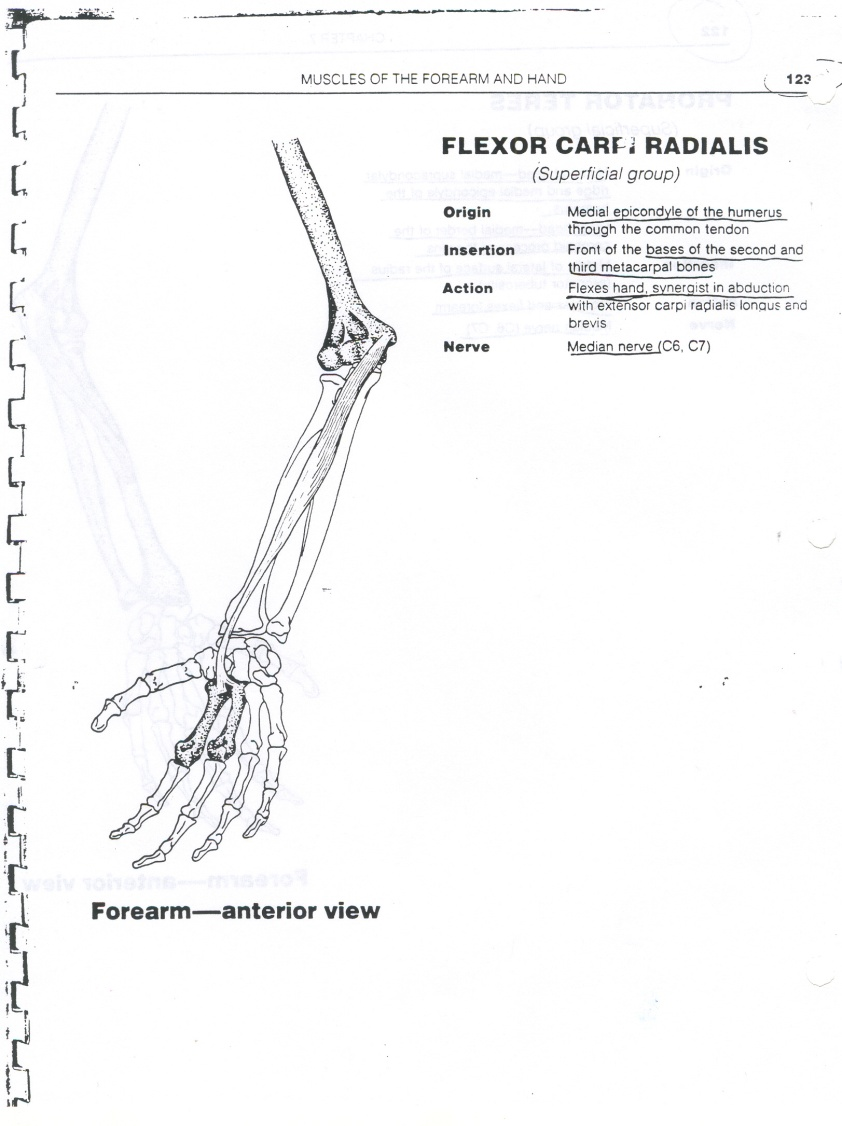 MUSCLES OF THE FOREARM AND HAND 123
FLEXOR CARPI RADIALIS
(Superficial group)
Origin Medial epicondyle of the humerus
through the common tendon
Insertion Front of the bases of the second and
third metacarpal bones
Action Flexes hand, synergist in abduction
with extensor carpi radialis longus and
brevis
Nerve Median nerve (C6, C7)
Forearm—anterior view